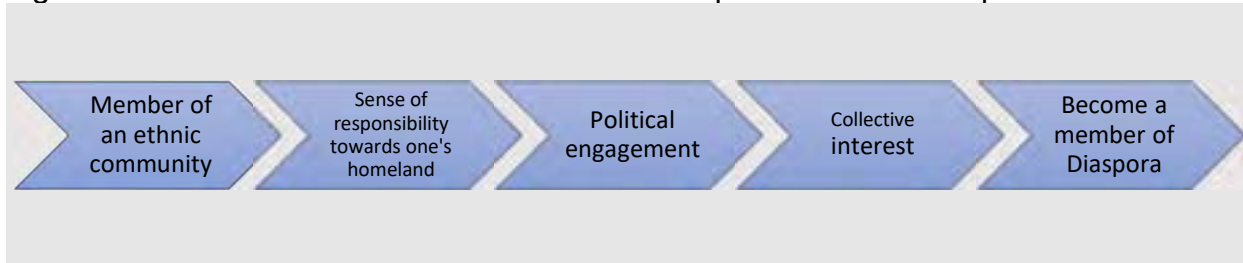 Member of
an ethnic
community
Sense of
responsibility
towards one's
homeland
Political
engagement
Collective
interest
Become a
member of
Diaspora